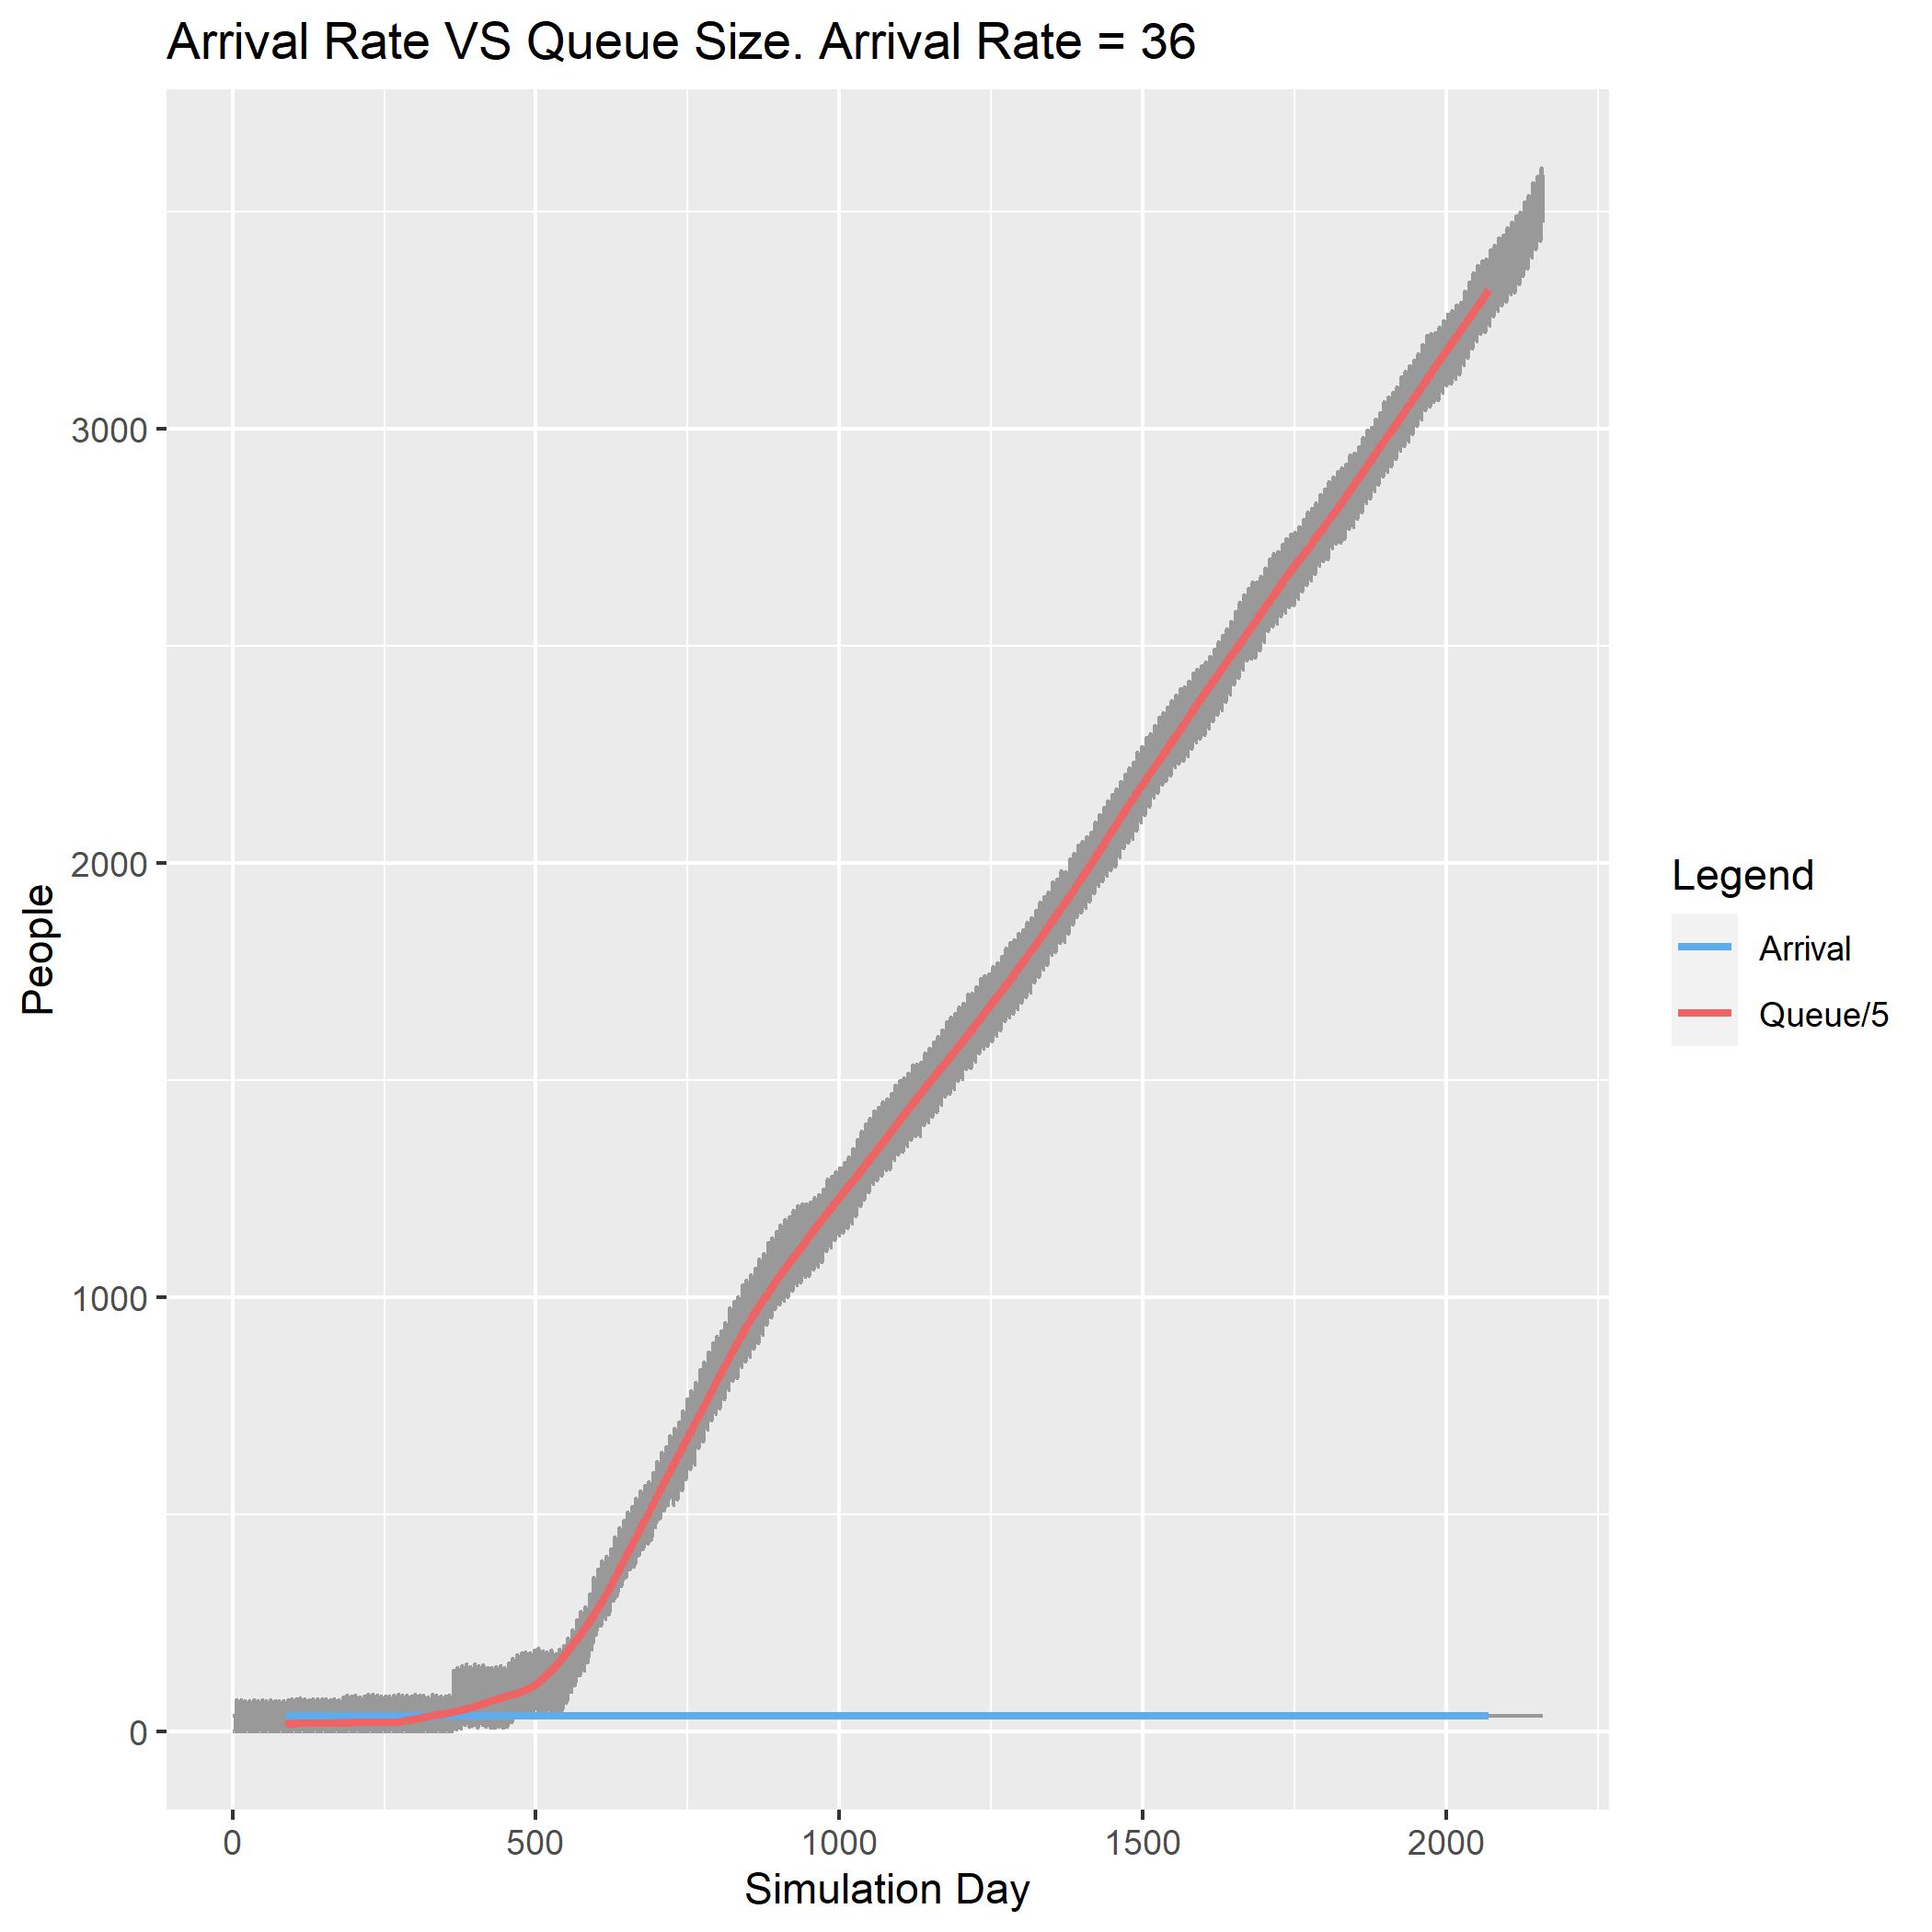 Arrival Rate VS Queue Size. Arrival Rate = 36
People
3000
2000
1000
0
0 500 1000 1500 2000
Simulation Day
Legend
Arrival
Queue/5